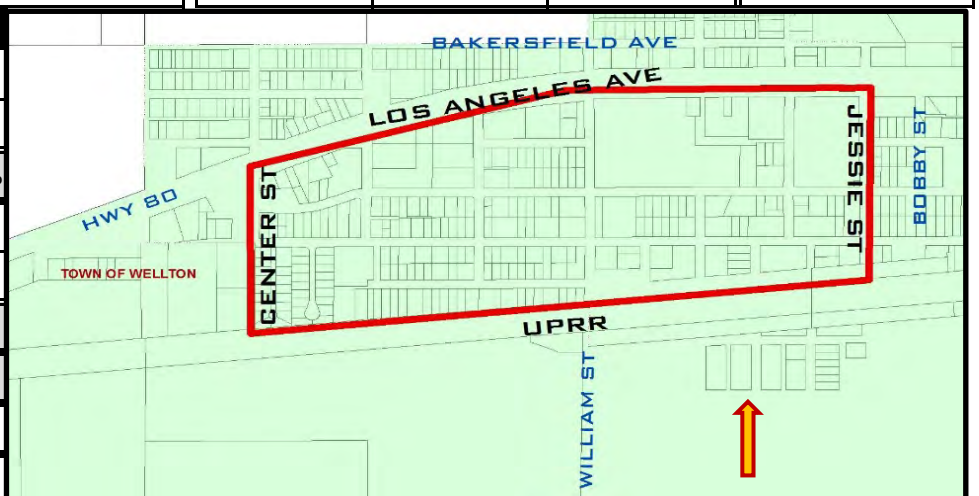 BAKERSFIELD AVE
LOS ANGELES AVE
JESSIE ST
BOBBY ST
HWY 80
CENTER ST
TOWN OF WELLTON
UPRR
WILLIAM ST